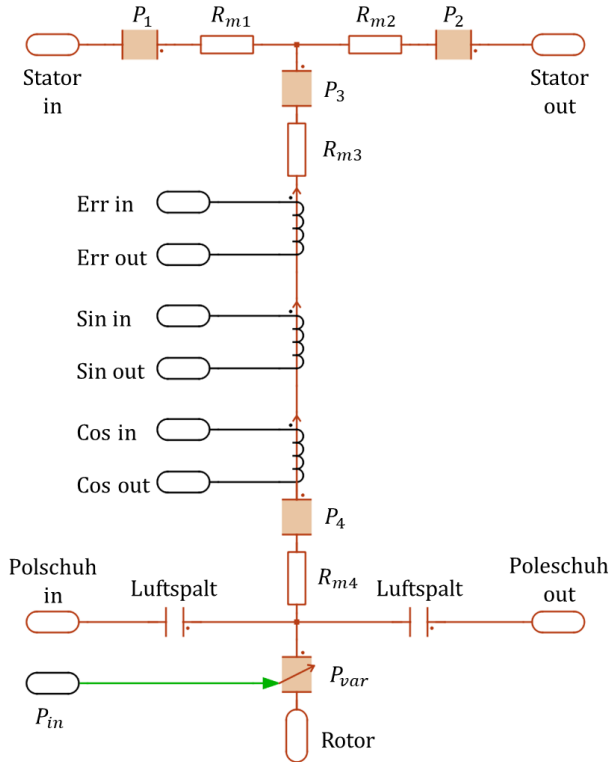 P1
Rm1
Rm2
P2
Stator
in
Stator
out
P3
Rm3
Err in
Err out
Sin in
Sin out
Cos in
Cos out
P4
Rm4
Polschuh
in
Luftspalt
Luftspalt
Poleschuh
out
Pvar
Pin
Rotor